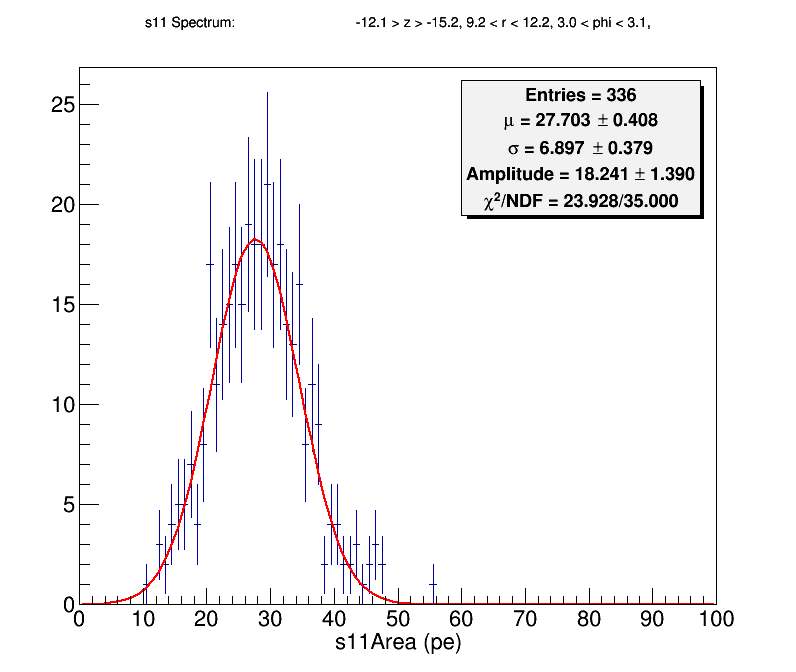 s11 Spectrum: -12.1 > z > -15.2, 9.2 < r < 12.2, 3.0 < phi < 3.1,
Entries = 336
μ = 27.703 ± 0.408
σ = 6.897 ± 0.379
Amplitude = 18.241 ± 1.390
χ²/NDF = 23.928/35.000
25
20
15
10
5
0
0 10 20 30 40 50 60 70 80 90 100
s11Area (pe)